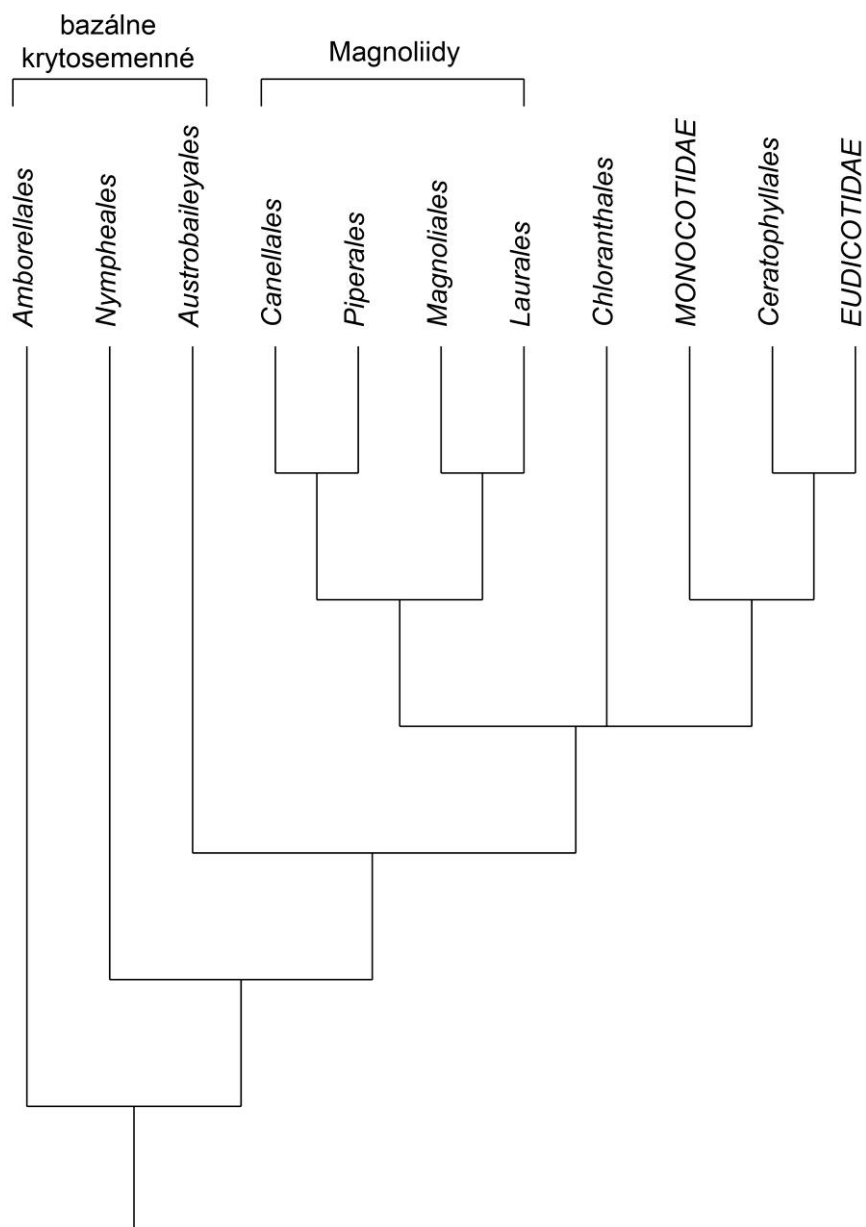 bazálne
krytosemenné
Magnoliidy
Amborellales
Nympheales
Austrobaileyales
Canellales
Piperales
Magnoliales
Laurales
Chloranthales
MONOCOTIDAE
Ceratophyllales
EUDICOTIDAE